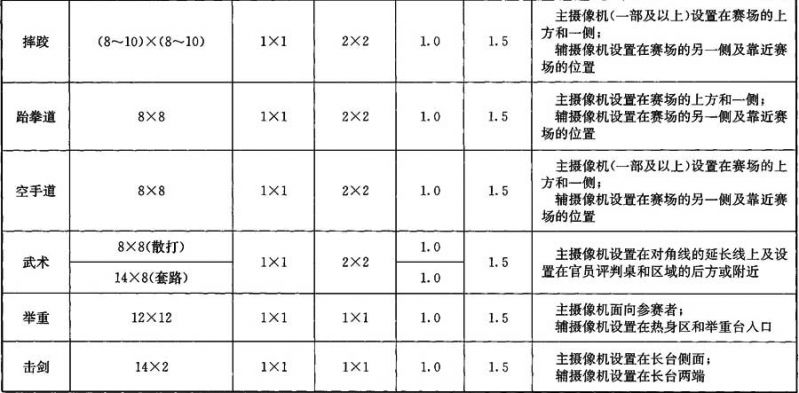 摔跤 (8～10)×(8～10) 1×1 2×2 1.0 1.5 主摄像机(一部及以上)设置在赛场的上
方和一侧；
辅摄像机设置在赛场的另一侧及靠近赛
场的位置
跆拳道 8×8 1×1 2×2 1.0 1.5 主摄像机设置在赛场的上方和一侧；
辅摄像机设置在赛场的另一侧及靠近赛
场的位置
空手道 8×8 1×1 2×2 1.0 1.5 主摄像机(一部及以上)设置在赛场的上
方和一侧；
辅摄像机设置在赛场的另一侧及靠近赛
场的位置
武术 8×8(散打) 1×1 2×2 1.0 1.5 主摄像机设置在对角线的延长线上及设
14×8(套路) 1.0 置在官员评判桌和区域的后方或附近
举重 12×12 1×1 1×1 1.0 1.5 主摄像机面向参赛者；
辅摄像机设置在热身区和举重台入口
击剑 14×2 1×1 1×1 1.0 1.5 主摄像机设置在长台侧面；
辅摄像机设置在长台两端